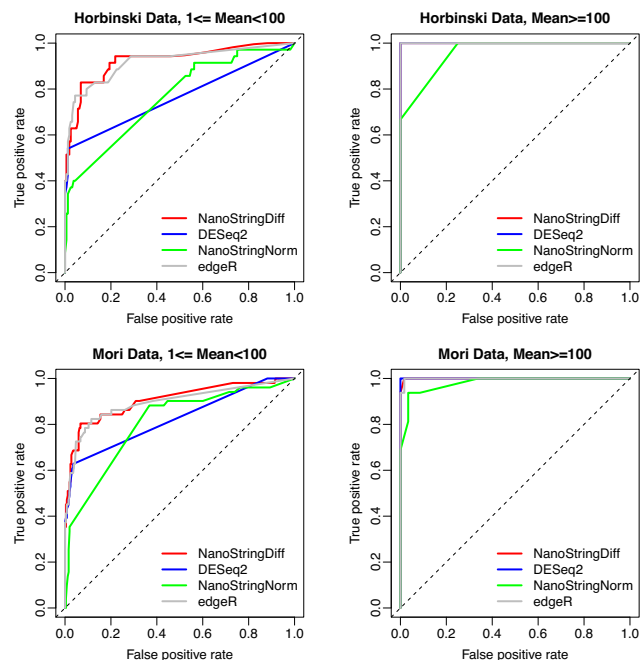 Horbinski Data, 1<= Mean<100
True positive rate
0.0 0.2 0.4 0.6 0.8 1.0
NanoStringDiff
DESeq2
NanoStringNorm
edgeR
0.0 0.2 0.4 0.6 0.8 1.0
False positive rate
Horbinski Data, Mean>=100
True positive rate
0.0 0.2 0.4 0.6 0.8 1.0
NanoStringDiff
DESeq2
NanoStringNorm
edgeR
0.0 0.2 0.4 0.6 0.8 1.0
False positive rate
Mori Data, 1<= Mean<100
True positive rate
0.0 0.2 0.4 0.6 0.8 1.0
NanoStringDiff
DESeq2
NanoStringNorm
edgeR
0.0 0.2 0.4 0.6 0.8 1.0
False positive rate
Mori Data, Mean>=100
True positive rate
0.0 0.2 0.4 0.6 0.8 1.0
NanoStringDiff
DESeq2
NanoStringNorm
edgeR
0.0 0.2 0.4 0.6 0.8 1.0
False positive rate